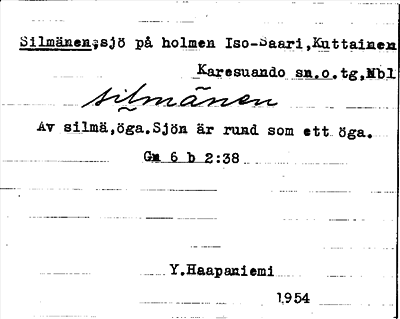 Silmänen,sjö på holmen Iso-Saari,Kuttainen
Karesuando sn.o.tg,Nbl
silmänen
Av silmä,öga.Sjön är rund som ett öga.
Gm 6 b 2:38
Y.Haapaniemi
1954